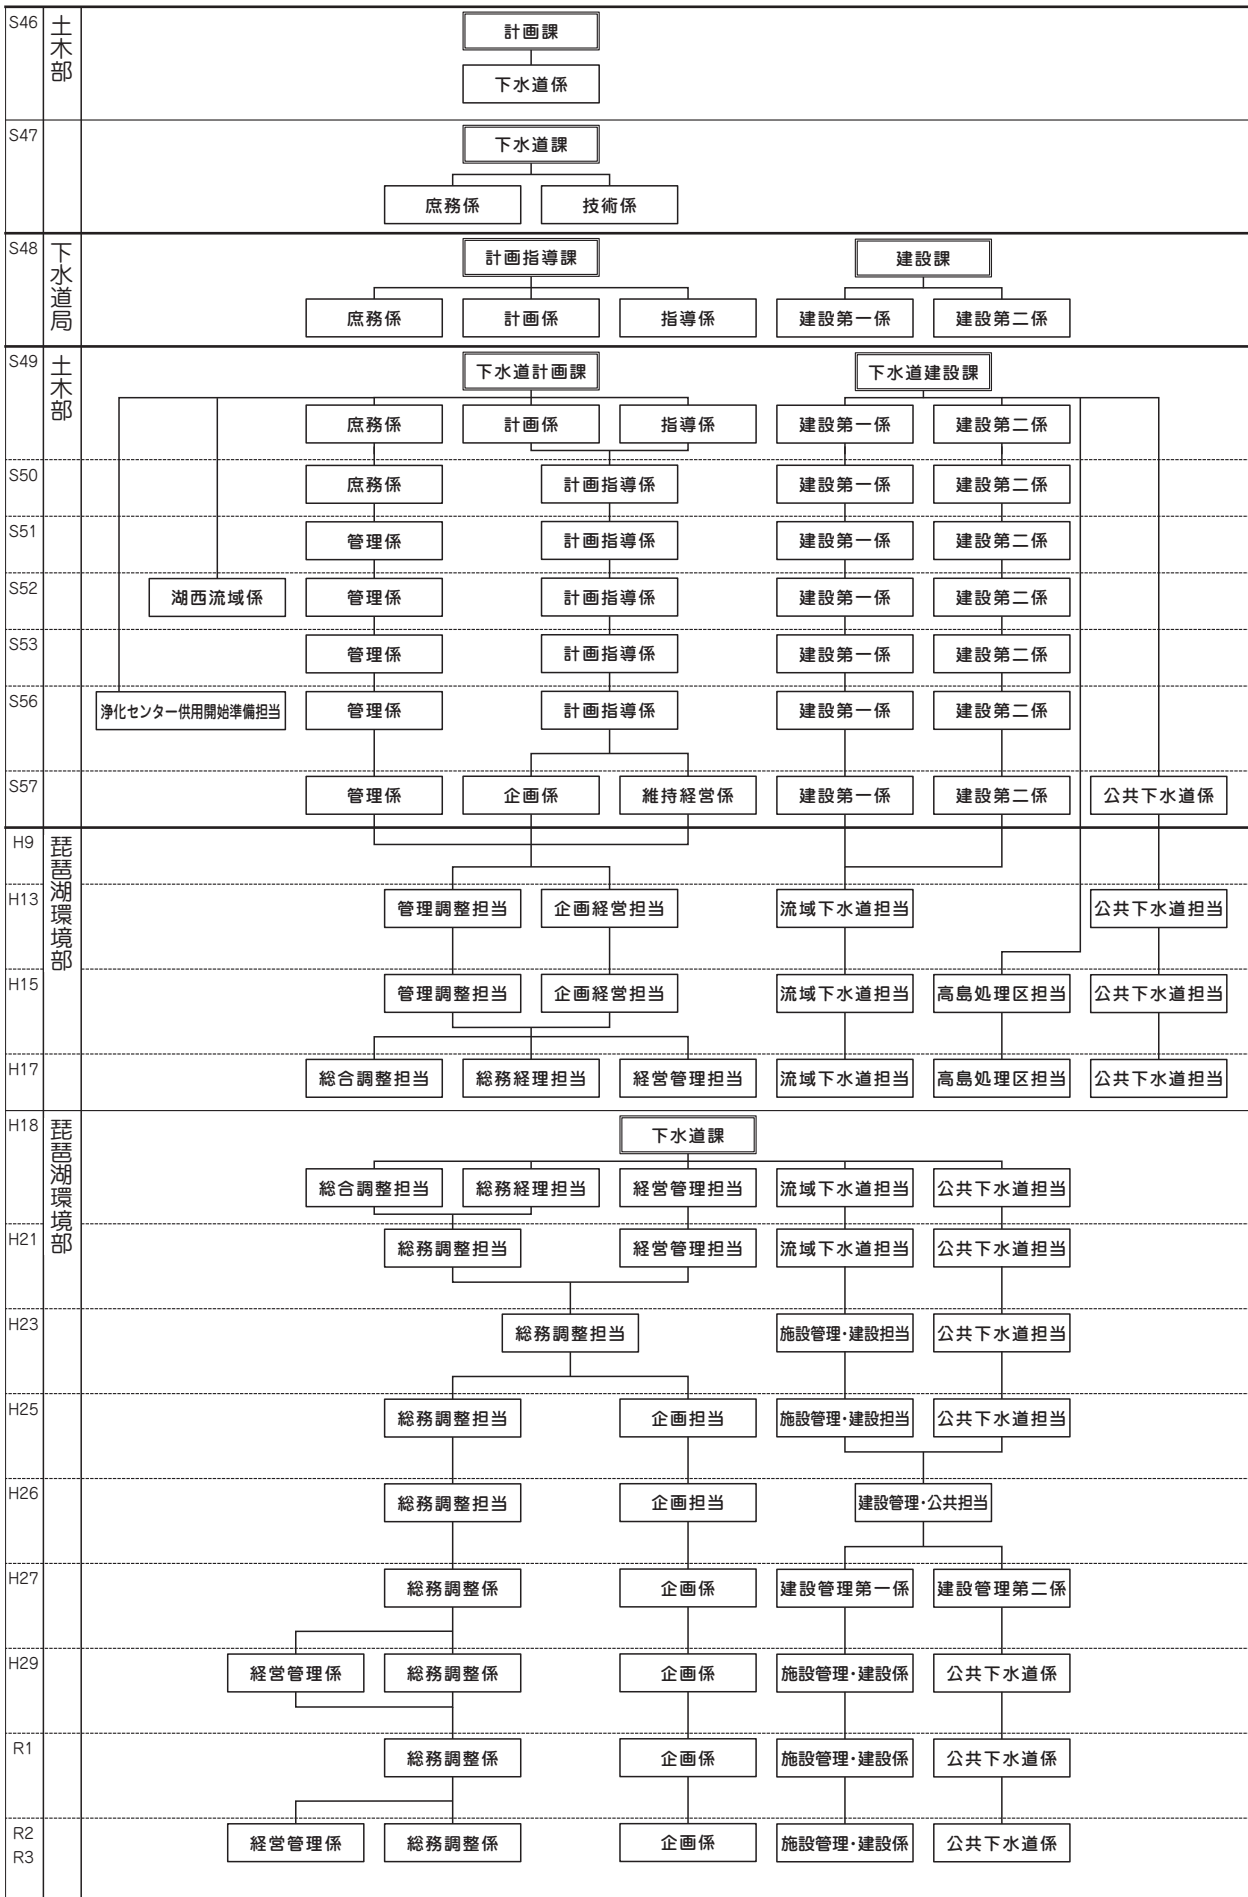 S46
土木部
計画課
下水道係
S47
下水道課
庶務係 技術係
S48
下水道局
計画指導課 建設課
庶務係 計画係 指導係 建設第一係 建設第二係
S49
土木部
下水道計画課 下水道建設課
庶務係 計画係 指導係 建設第一係 建設第二係
S50
庶務係 計画指導係 建設第一係 建設第二係
S51
管理係 計画指導係 建設第一係 建設第二係
S52
湖西流域係 管理係 計画指導係 建設第一係 建設第二係
S53
管理係 計画指導係 建設第一係 建設第二係
S56
浄化センター供用開始準備担当 管理係 計画指導係 建設第一係 建設第二係
S57
管理係 企画係 維持経営係 建設第一係 建設第二係 公共下水道係
H9
琵琶湖環境部
H13
管理調整担当 企画経営担当 流域下水道担当 公共下水道担当
H15
管理調整担当 企画経営担当 流域下水道担当 高島処理区担当 公共下水道担当
H17
総合調整担当 総務経理担当 経営管理担当 流域下水道担当 高島処理区担当 公共下水道担当
H18
琵琶湖環境部
下水道課
総合調整担当 総務経理担当 経営管理担当 流域下水道担当 公共下水道担当
H21
総務調整担当 経営管理担当 流域下水道担当 公共下水道担当
H23
総務調整担当 施設管理・建設担当 公共下水道担当
H25
総務調整担当 企画担当 施設管理・建設担当 公共下水道担当
H26
総務調整担当 企画担当 建設管理・公共担当
H27
総務調整係 企画係 建設管理第一係 建設管理第二係
H29
経営管理係 総務調整係 企画係 施設管理・建設係 公共下水道係
R1
総務調整係 企画係 施設管理・建設係 公共下水道係
R2
R3
経営管理係 総務調整係 企画係 施設管理・建設係 公共下水道係